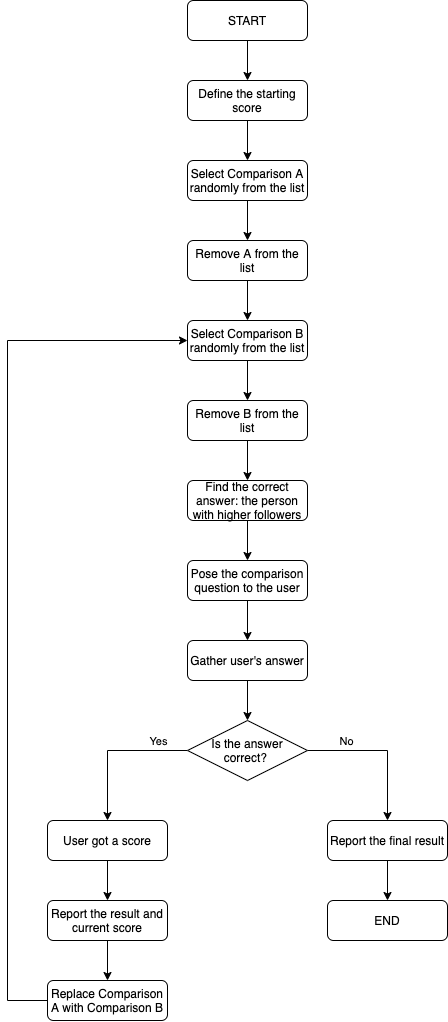 START
Define the starting
score
Select Comparison A
randomly from the list
Remove A from the
list
Select Comparison B
randomly from the list
Remove B from the
list
Find the correct
answer: the person
with higher followers
Pose the comparison
question to the user
Gather user's answer
Is the answer
correct?
Yes
No
User got a score
Report the final result
Report the result and
current score
END
Replace Comparison
A with Comparison B